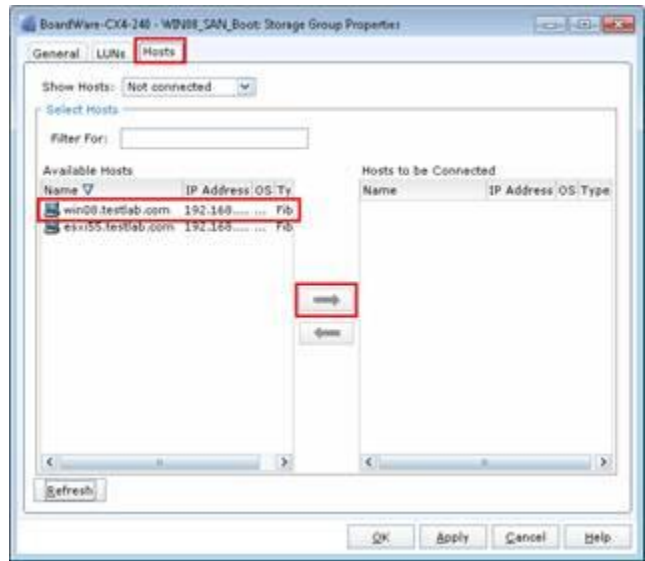 BoardWare-CX4-240 - WIN08_SAN_Boot: Storage Group Properties
General LUNs Hosts
Show Hosts: Not connected
Select Hosts
Filter For:
Available Hosts Hosts to be Connected
Name IP Address OS Ty Name IP Address OS Type
win08.testlab.com 192.168.... ... Fib
esxi55.testlab.com 192.168.... ... Fib
Refresh
OK Apply Cancel Help